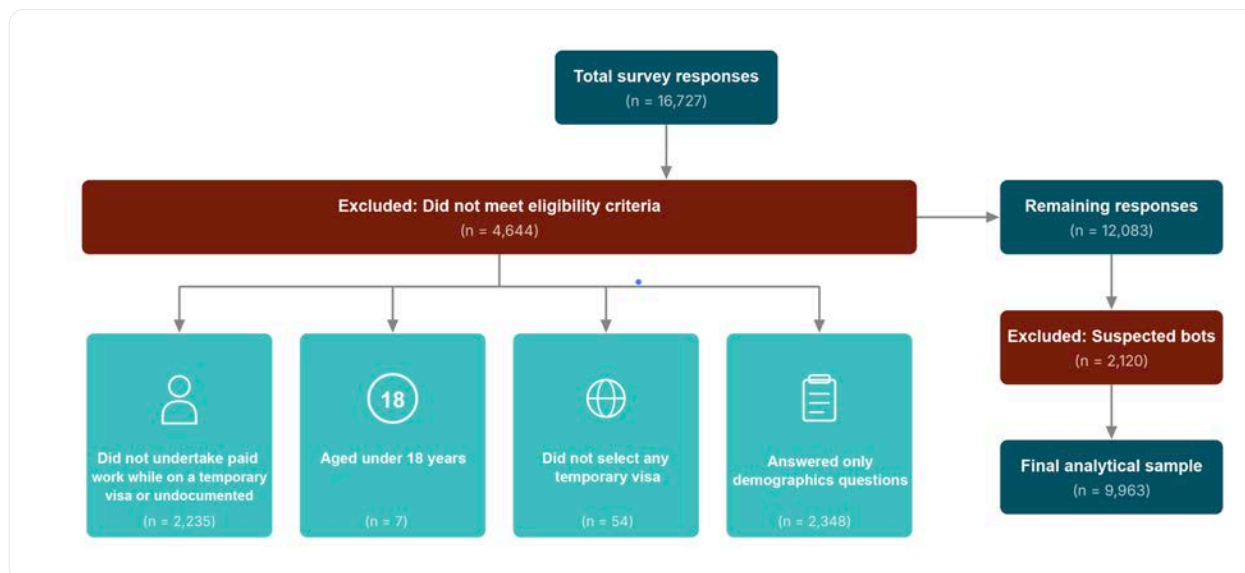 Total survey responses
(n = 16,727)
Excluded: Did not meet eligibility criteria
(n = 4,644)
Remaining responses
(n = 12,083)
Excluded: Suspected bots
(n = 2,120)
Final analytical sample
(n = 9,963)
Did not undertake paid
work while on a temporary
visa or undocumented
(n = 2,235)
18
Aged under 18 years
(n = 7)
Did not select any
temporary visa
(n = 54)
Answered only
demographics questions
(n = 2,348)